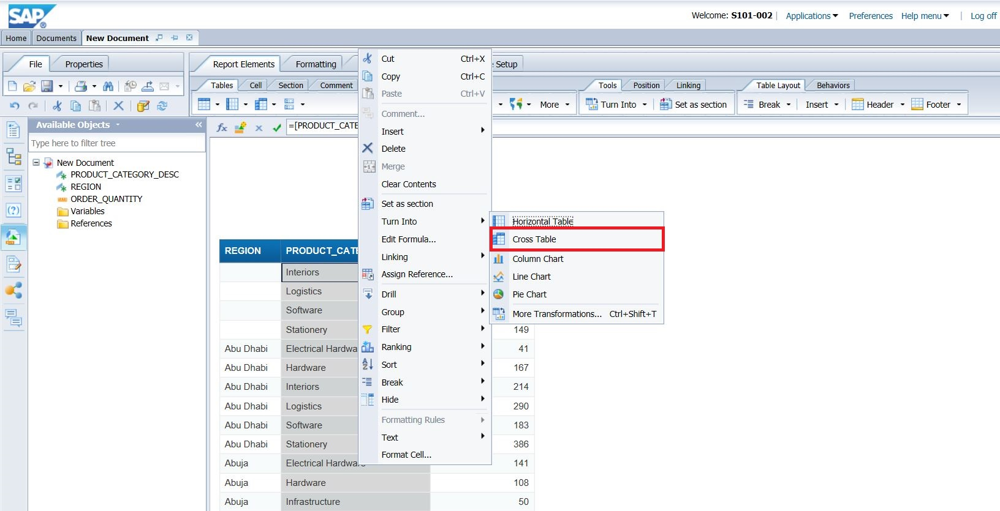 SAP
Welcome: S101-002 | Applications Preferences Help menu | Log off
Home Documents New Document
File Properties
Report Elements Formatting Setup
Tables Cell Section Comment
Tools Position Linking
Table Layout Behaviors
More
Turn Into Set as section
Break Insert Header Footer
Available Objects
Type here to filter tree
New Document
PRODUCT_CATEGORY_DESC
REGION
ORDER_QUANTITY
Variables
References
fx =[PRODUCT_CATE
REGION PRODUCT_CATE
Interiors
Logistics
Software
Stationery 149
Abu Dhabi Electrical Hardwa 41
Abu Dhabi Hardware 167
Abu Dhabi Interiors 214
Abu Dhabi Logistics 290
Abu Dhabi Software 183
Abu Dhabi Stationery 386
Abuja Electrical Hardware 141
Abuja Hardware 108
Abuja Infrastructure 50
Cut Ctrl+X
Copy Ctrl+C
Paste Ctrl+V
Comment...
Insert
Delete
Merge
Clear Contents
Set as section
Turn Into
Edit Formula...
Linking
Assign Reference...
Drill
Group
Filter
Ranking
Sort
Break
Hide
Formatting Rules
Text
Format Cell...
Horizontal Table
Cross Table
Column Chart
Line Chart
Pie Chart
More Transformations... Ctrl+Shift+T